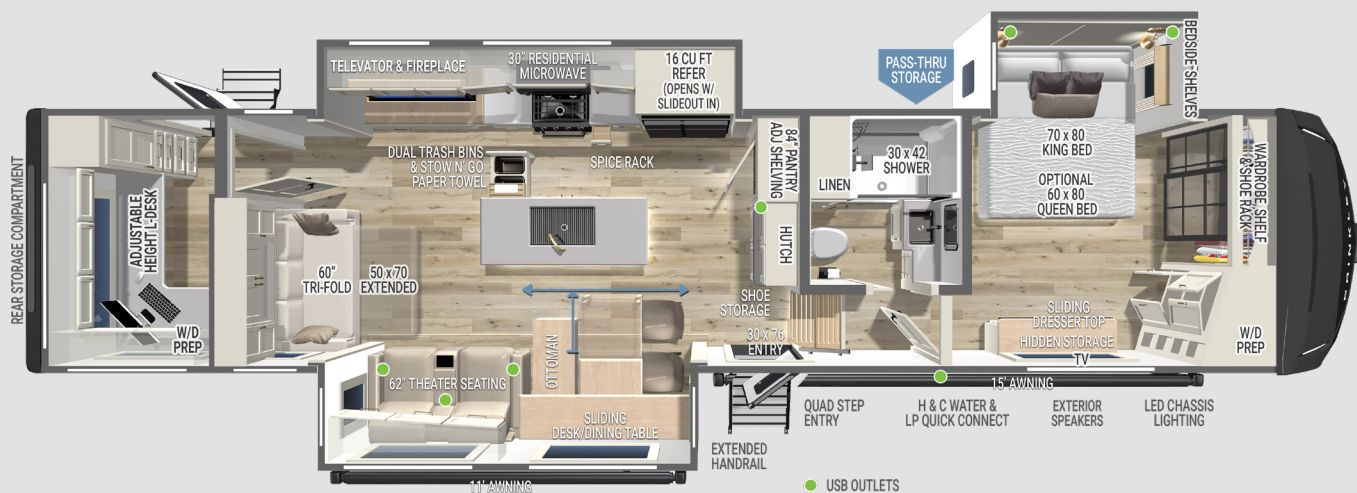 REAR STORAGE COMPARTMENT
ADJUSTABLE
HEIGHT L-DESK
W/D
PREP
TELEVATOR & FIREPLACE
30" RESIDENTIAL
MICROWAVE
16 CU FT
REFER
(OPENS W/
SLIDEOUT IN)
DUAL TRASH BINS
& STOW N' GO
PAPER TOWEL
SPICE RACK
60"
TRI-FOLD
50 x 70
EXTENDED
84" PANTRY
ADJ SHELVING
HUTCH
SHOE
STORAGE
30 x 76
ENTRY
OTTOMAN
62" THEATER SEATING
SLIDING
DESK/DINING TABLE
11' AWNING
PASS-THRU
STORAGE
LINEN
30 x 42
SHOWER
BEDSIDE-SHELVES
70 x 80
KING BED
OPTIONAL
60 x 80
QUEEN BED
WARDROBE, SHELF
& SHOE RACK
SLIDING
DRESSER TOP
HIDDEN STORAGE
TV
W/D
PREP
BRINKLEY
15' AWNING
QUAD STEP
ENTRY
H & C WATER &
LP QUICK CONNECT
EXTERIOR
SPEAKERS
LED CHASSIS
LIGHTING
EXTENDED
HANDRAIL
USB OUTLETS